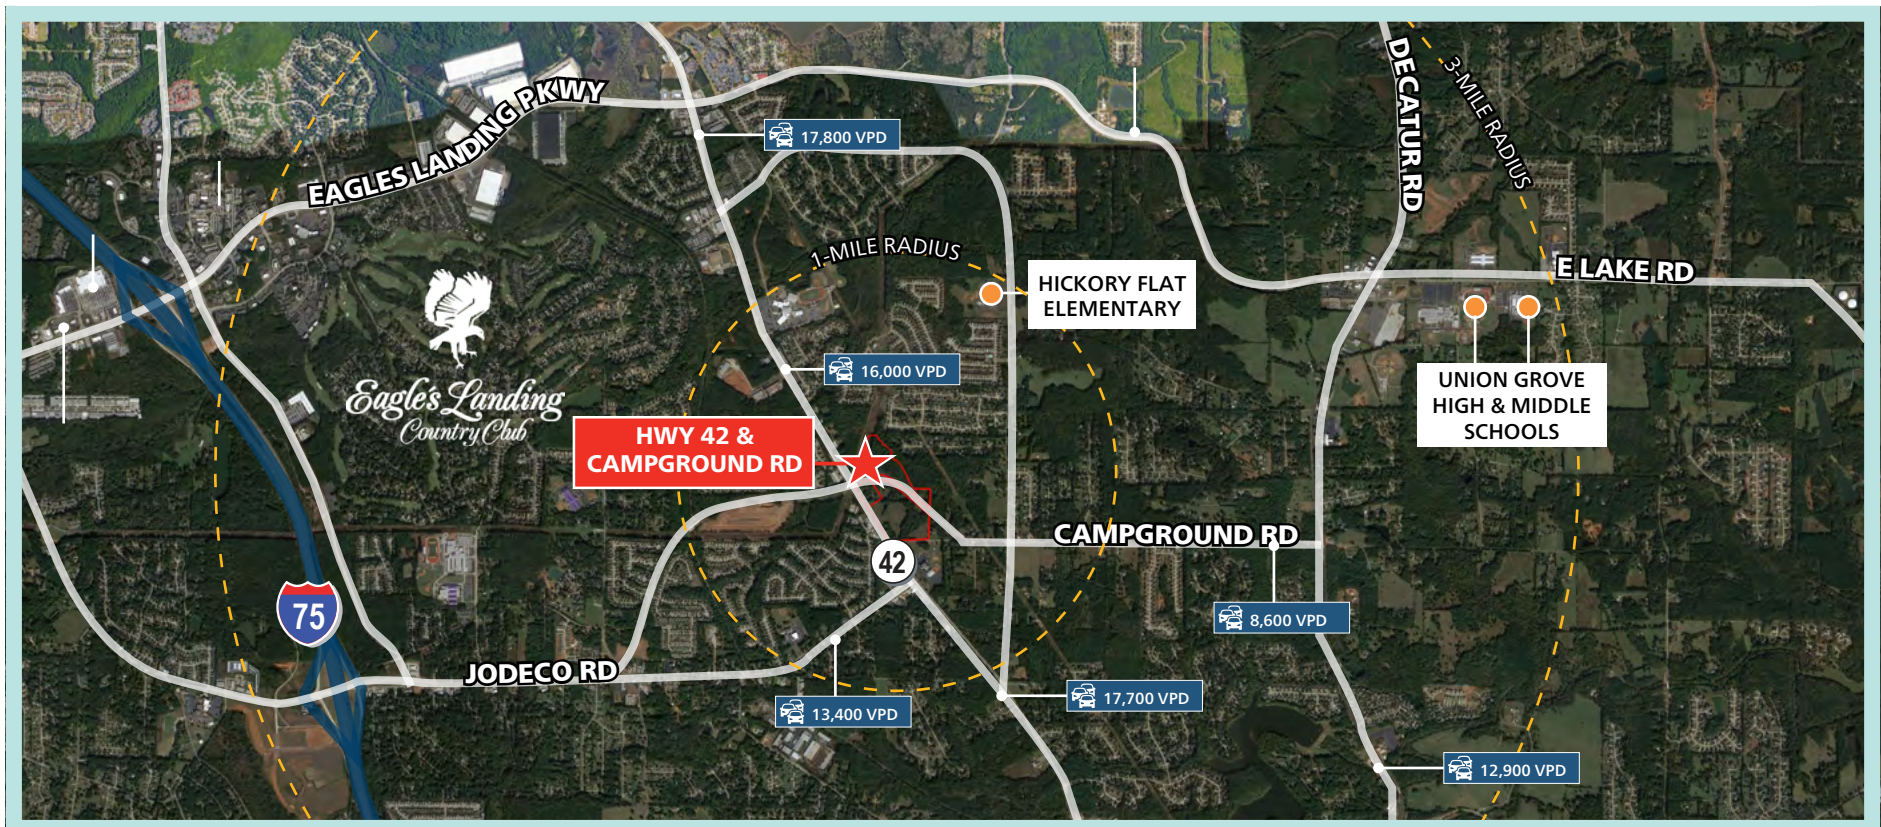 EAGLES LANDING PKWY
17,800 VPD
DECATUR RD
3-MILE RADIUS
1-MILE RADIUS
HICKORY FLAT
ELEMENTARY
E LAKE RD
Eagle's Landing
Country Club
16,000 VPD
UNION GROVE
HIGH & MIDDLE
SCHOOLS
HWY 42 &
CAMPGROUND RD
CAMPGROUND RD
42
75
8,600 VPD
JODECO RD
13,400 VPD
17,700 VPD
12,900 VPD